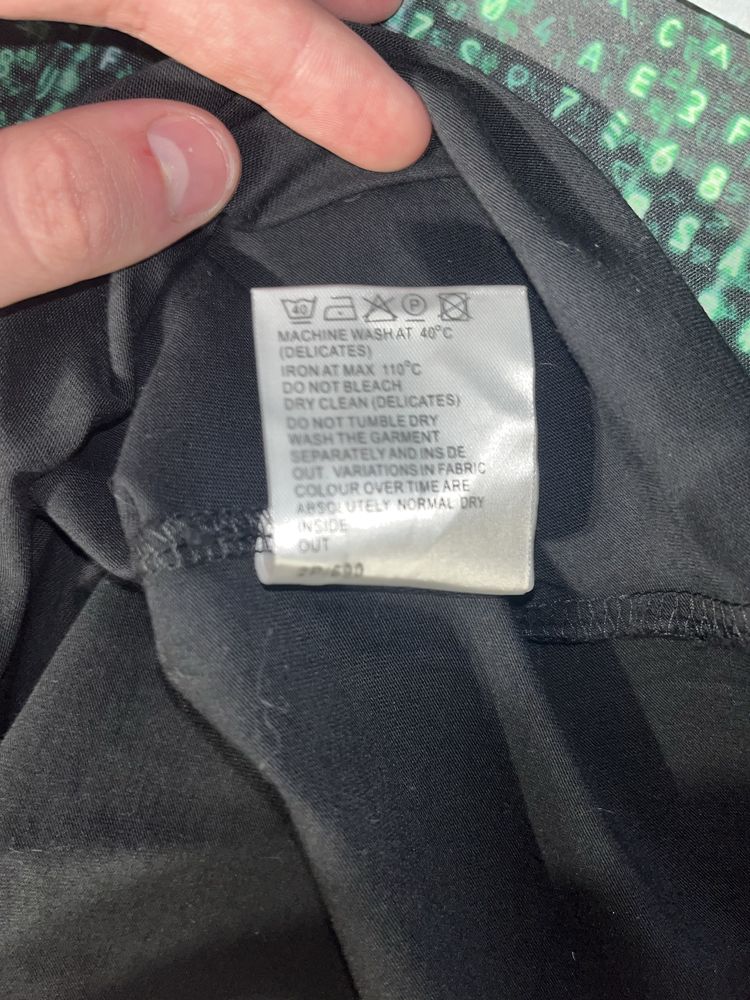 40 P
MACHINE WASH AT 40°C
(DELICATES)
IRON AT MAX 110°C
DO NOT BLEACH
DRY CLEAN (DELICATES)
DO NOT TUMBLE DRY
WASH THE GARMENT
SEPARATELY AND INS DE
OUT. VARIATIONS IN FABRIC
COLOUR OVER TIME ARE
ABSOLUTELY NORMAL DRY
INSIDE
OUT